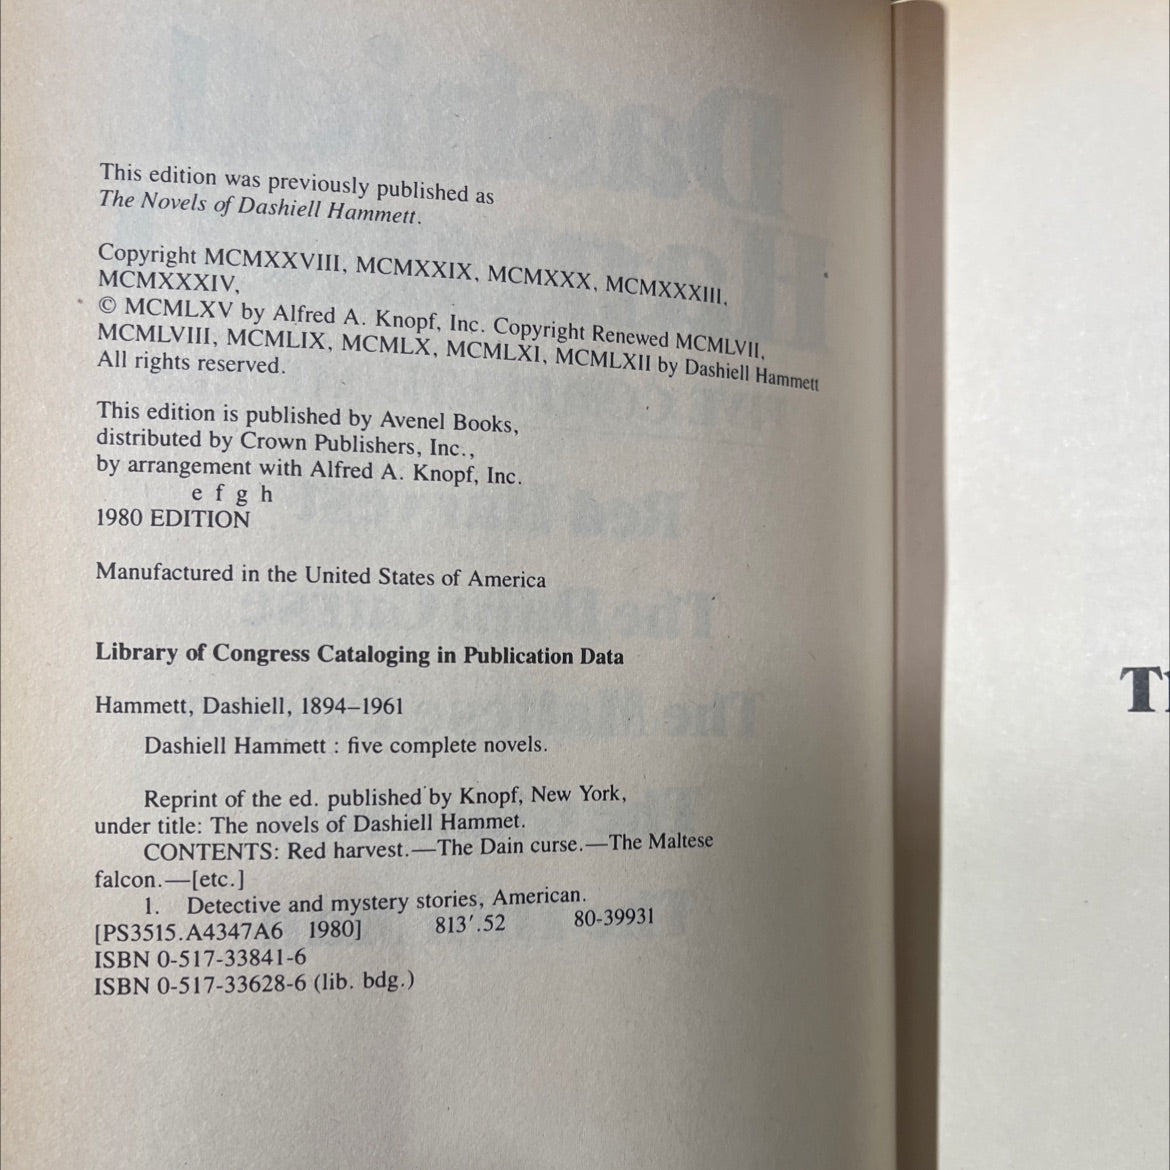 This edition was previously published as
The Novels of Dashiell Hammett.
Copyright MCMXXVIII, MCMXXIX, MCMXXX, MCMXXXIII,
MCMXXXIV,
© MCMLXV by Alfred A. Knopf, Inc. Copyright Renewed MCMLVII,
MCMLVIII, MCMLIX, MCMLX, MCMLXI, MCMLXII by Dashiell Hammett
All rights reserved.
This edition is published by Avenel Books,
distributed by Crown Publishers, Inc.,
by arrangement with Alfred A. Knopf, Inc.
e f g h
1980 EDITION
Manufactured in the United States of America
Library of Congress Cataloging in Publication Data
Hammett, Dashiell, 1894–1961
Dashiell Hammett : five complete novels.
Reprint of the ed. published by Knopf, New York,
under title: The novels of Dashiell Hammet.
CONTENTS: Red harvest.—The Dain curse.—The Maltese
falcon.—[etc.]
1. Detective and mystery stories, American.
[PS3515.A4347A6 1980] 813′.52 80-39931
ISBN 0-517-33841-6
ISBN 0-517-33628-6 (lib. bdg.)